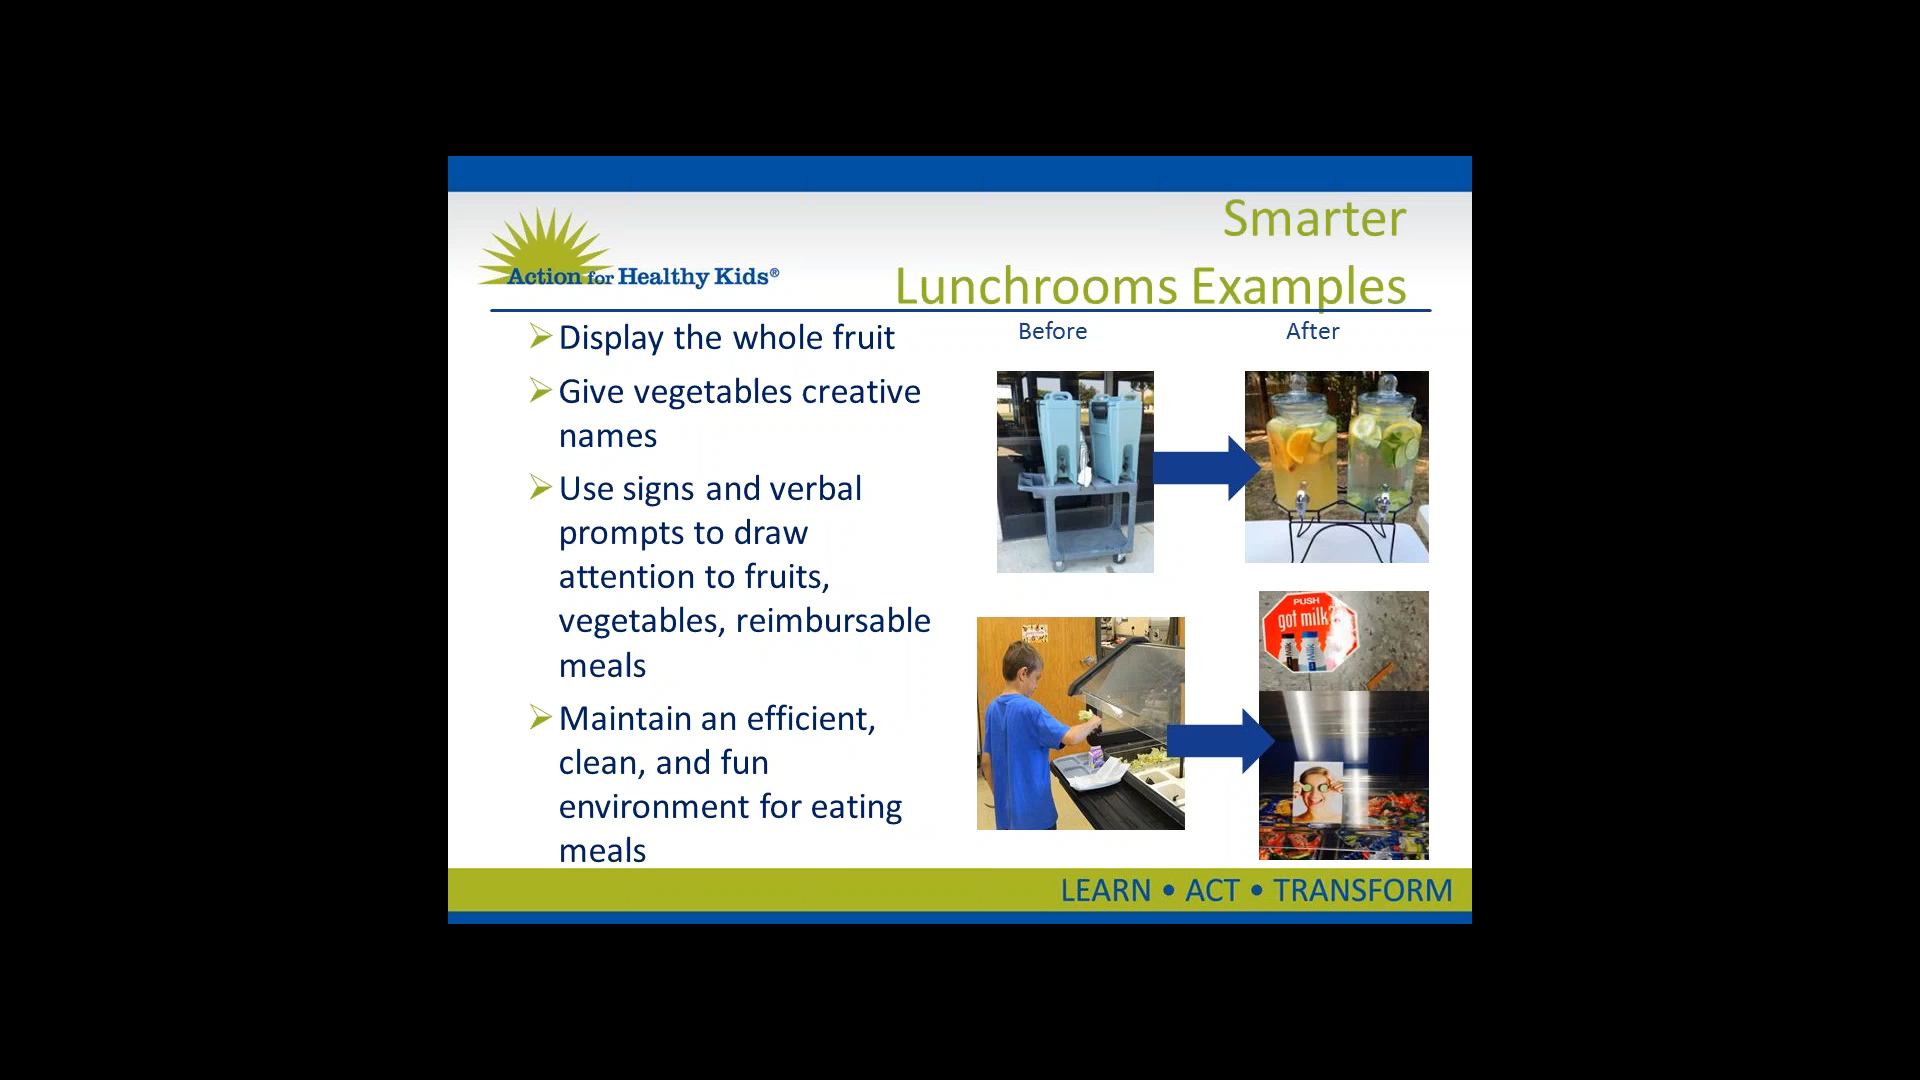 Smarter
Lunchrooms Examples
Action for Healthy Kids®
Display the whole fruit
Give vegetables creative
names
Use signs and verbal
prompts to draw
attention to fruits,
vegetables, reimbursable
meals
Maintain an efficient,
clean, and fun
environment for eating
meals
Before
After
PUSH
got milk?
Milk
Milk
LEARN • ACT • TRANSFORM